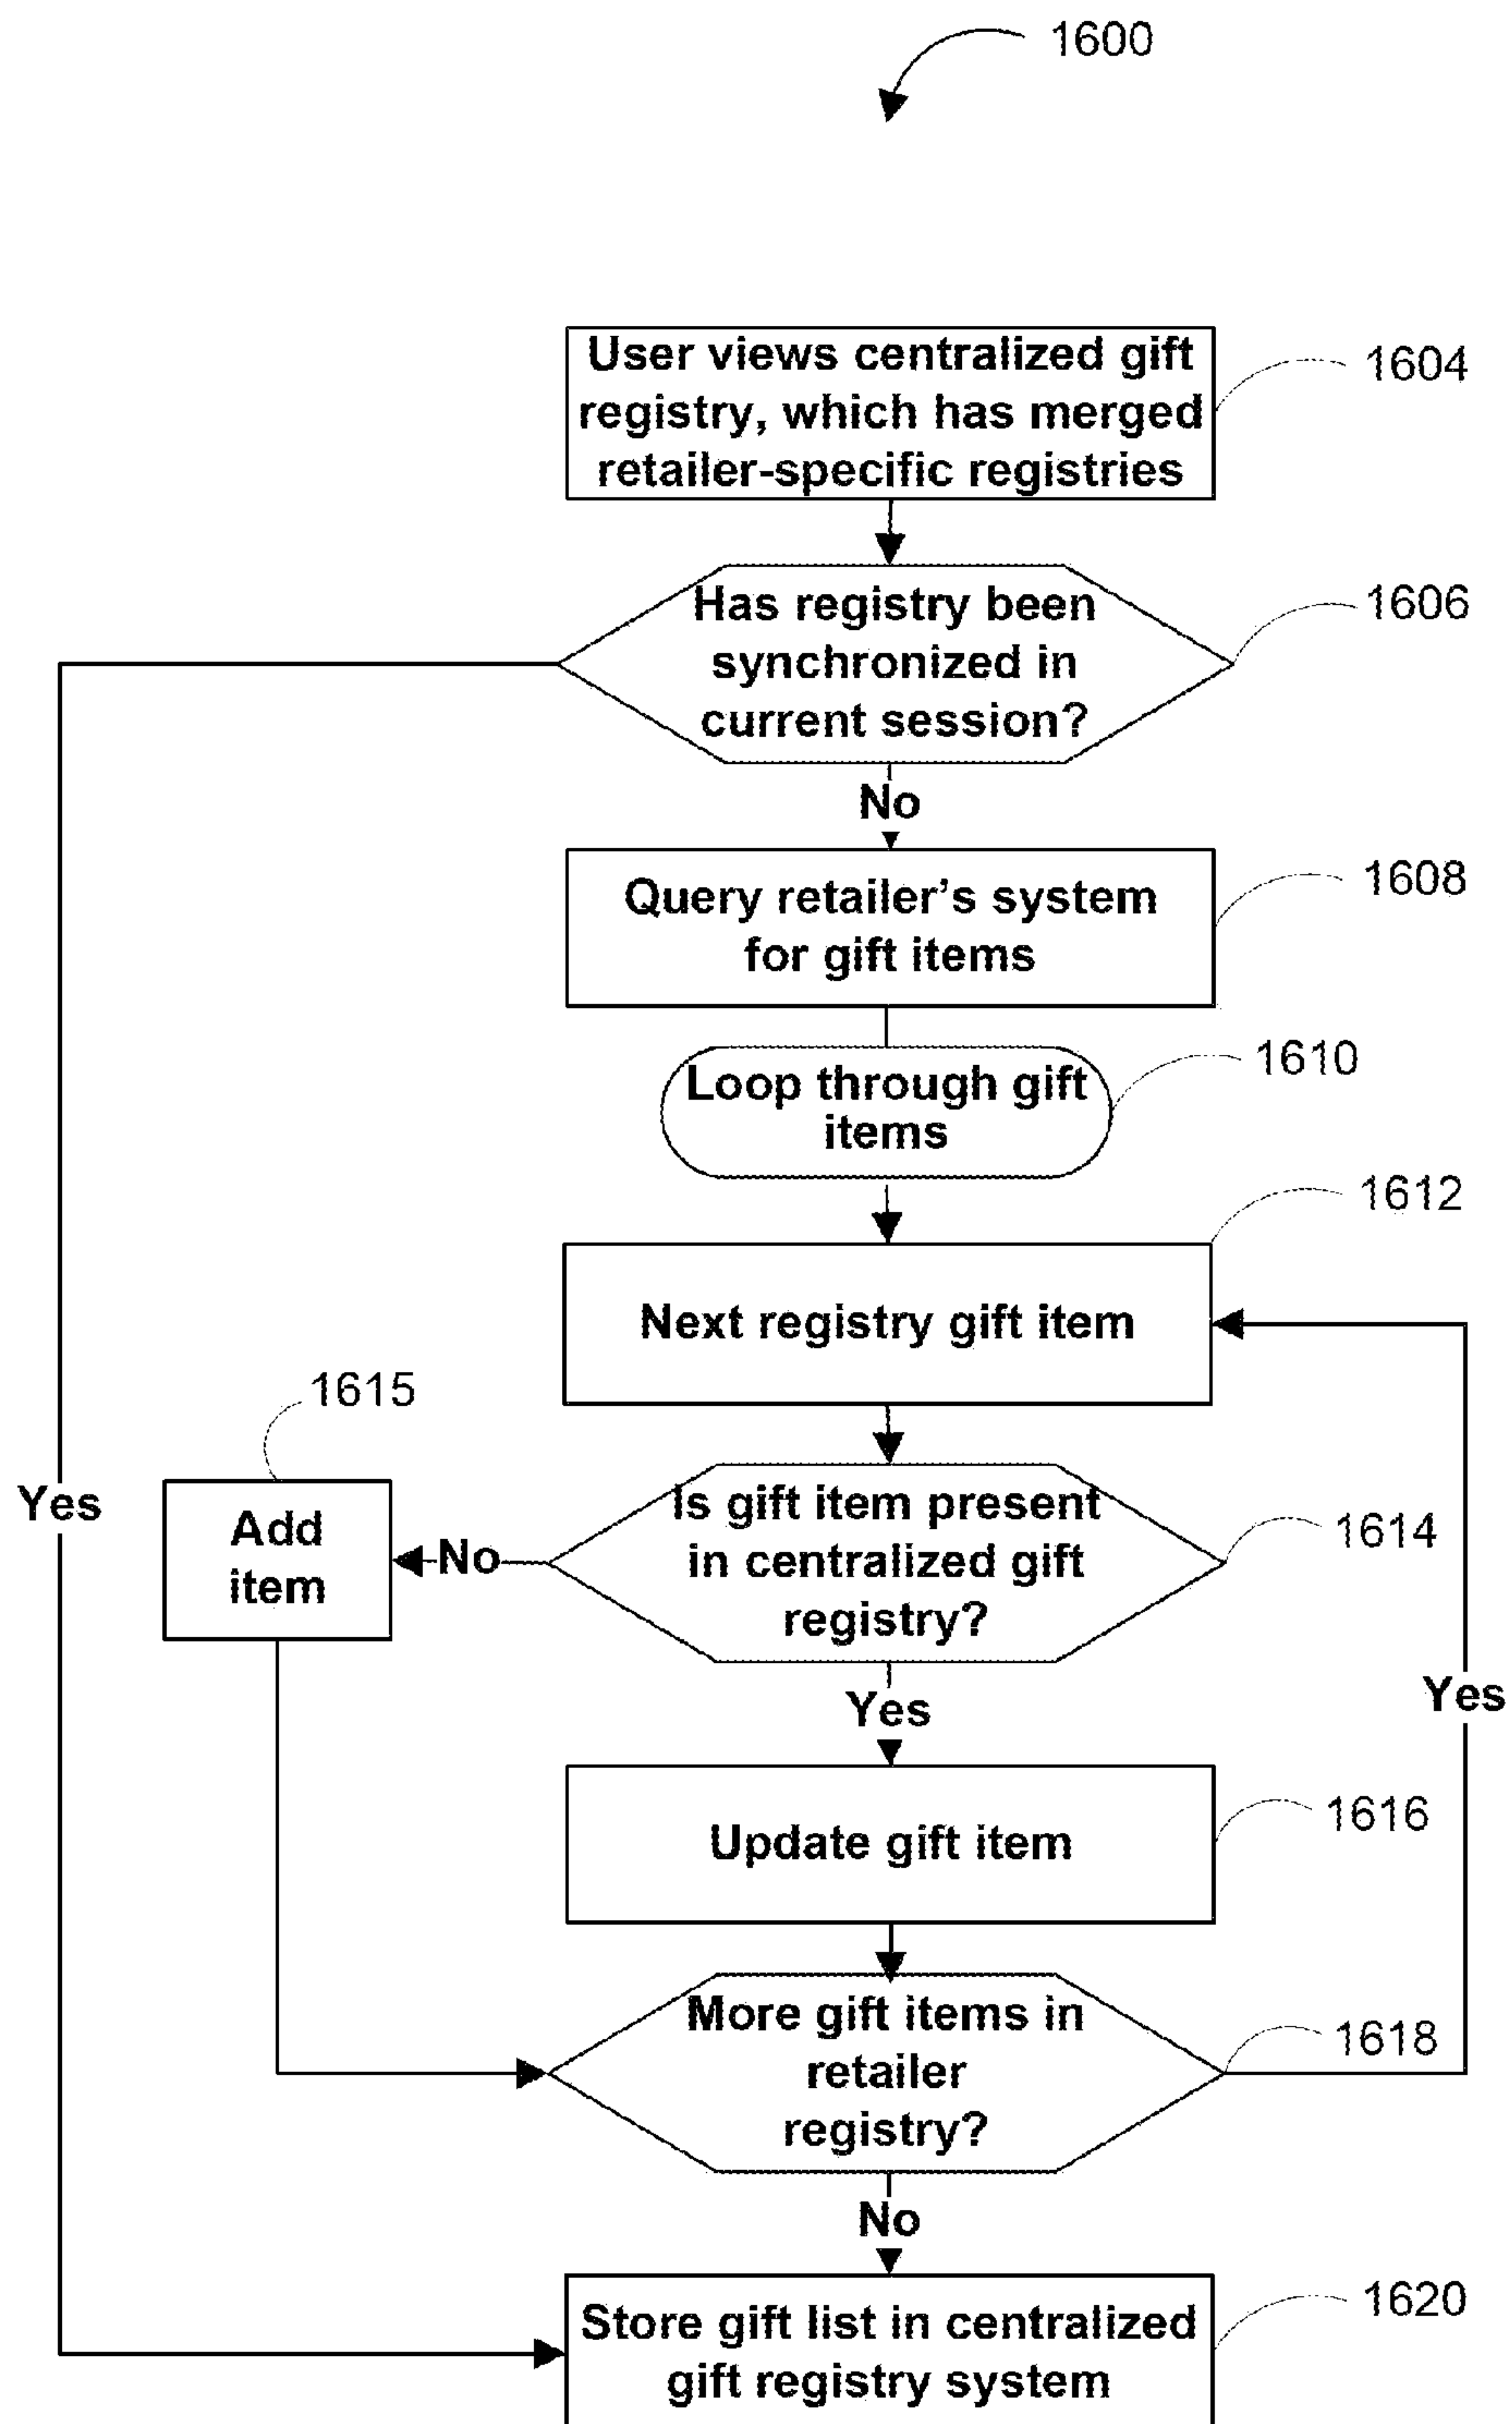 1600
User views centralized gift
registry, which has merged
retailer-specific registries
1604
Has registry been
synchronized in
current session?
1606
No
Query retailer's system
for gift items
1608
Loop through gift
items
1610
1612
Next registry gift item
1615
Yes
Add
item
No
Is gift item present
in centralized gift
registry?
1614
Yes
Yes
Update gift item
1616
More gift items in
retailer
registry?
1618
No
Store gift list in centralized
gift registry system
1620